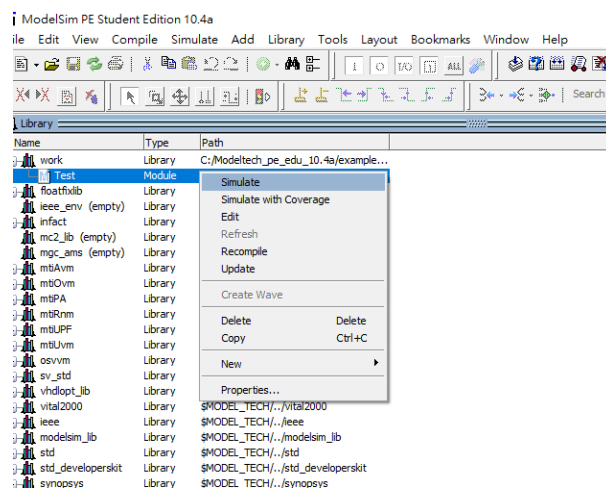 ModelSim PE Student Edition 10.4a
ile Edit View Compile Simulate Add Library Tools Layout Bookmarks Window Help
ALL
Search
Library
Name Type Path
work Library C:/Modeltech_pe_edu_10.4a/example...
Test Module
Simulate
floatfixlib Library
Simulate with Coverage
ieee_env (empty) Library
Edit
infact Library
Refresh
mc2_lib (empty) Library
Recompile
mgc_ams (empty) Library
Update
mtiAvm Library
mtiOvm Library
Create Wave
mtiPA Library
mtiRnm Library
Delete Delete
mtiUPF Library
Copy Ctrl+C
mtiUvm Library
osvvm Library
New
sv_std Library
vhdlopt_lib Library
Properties...
vital2000 Library $MODEL_TECH/../vital2000
ieee Library $MODEL_TECH/../ieee
modelsim_lib Library $MODEL_TECH/../modelsim_lib
std Library $MODEL_TECH/../std
std_developerskit Library $MODEL_TECH/../std_developerskit
synopsys Library $MODEL_TECH/../synopsys